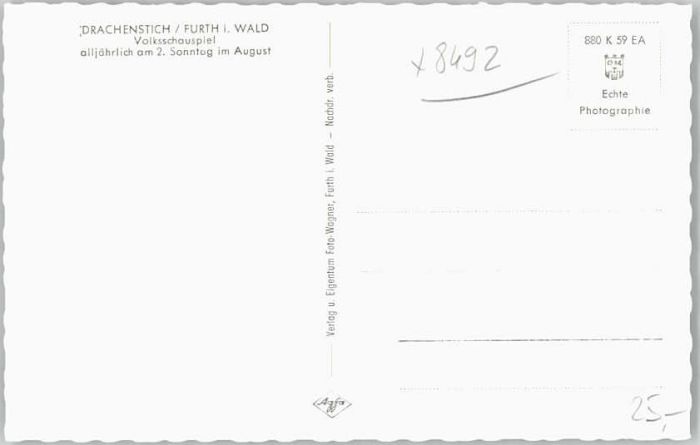 DRACHENSTICH / FURTH i. WALD
Volksschauspiel
alljährlich am 2. Sonntag im August
x 8492
880 K 59 EA
Echte
Photographie
Verlag u. Eigentum Foto-Wagner, Furth i. Wald – Nachdr. verb.
Agfa
25,-